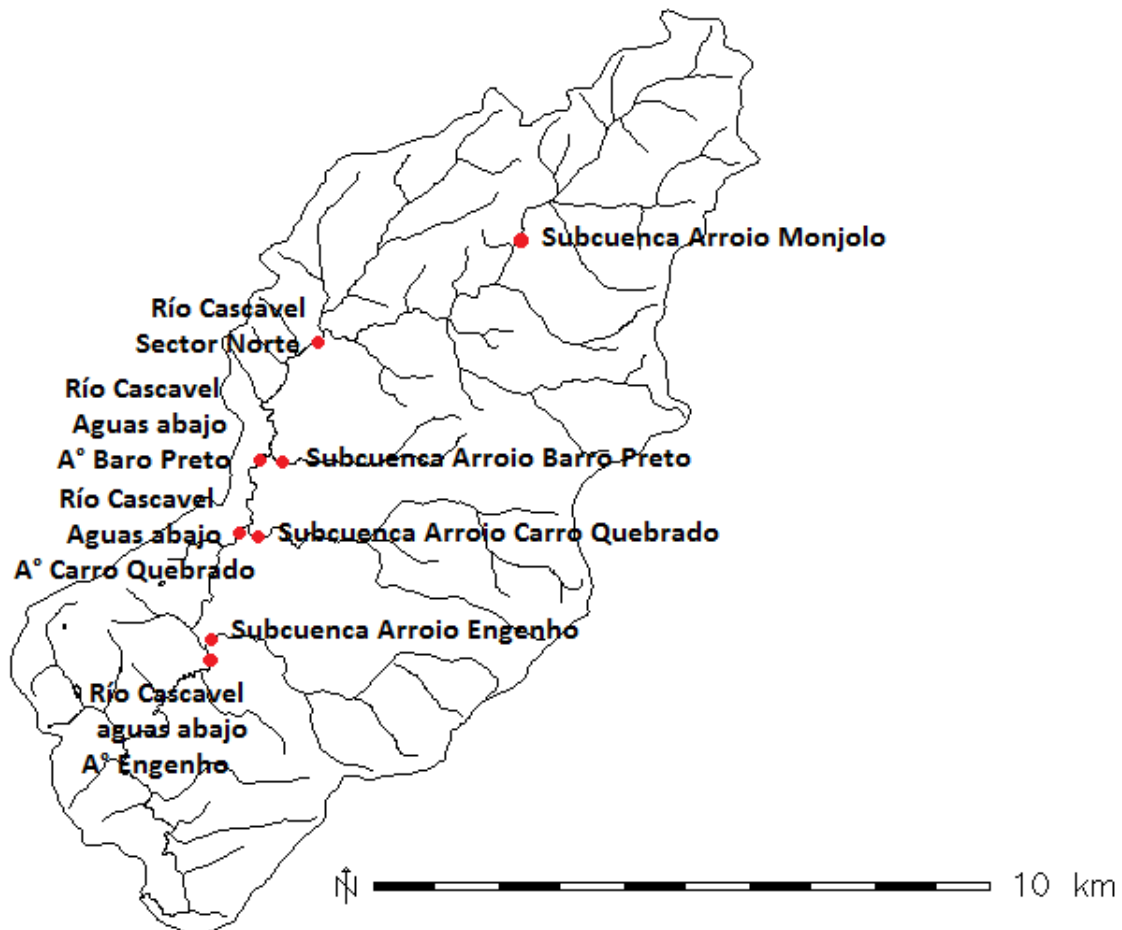 Subcuenca Arroio Monjolo
Río Cascavel
Sector Norte
Río Cascavel
Aguas abajo
A° Baro Preto
Subcuenca Arroio Barro Preto
Río Cascavel
Aguas abajo
A° Carro Quebrado
Subcuenca Arroio Carro Quebrado
Subcuenca Arroio Engenho
Río Cascavel
aguas abajo
A° Engenho
N
10 km